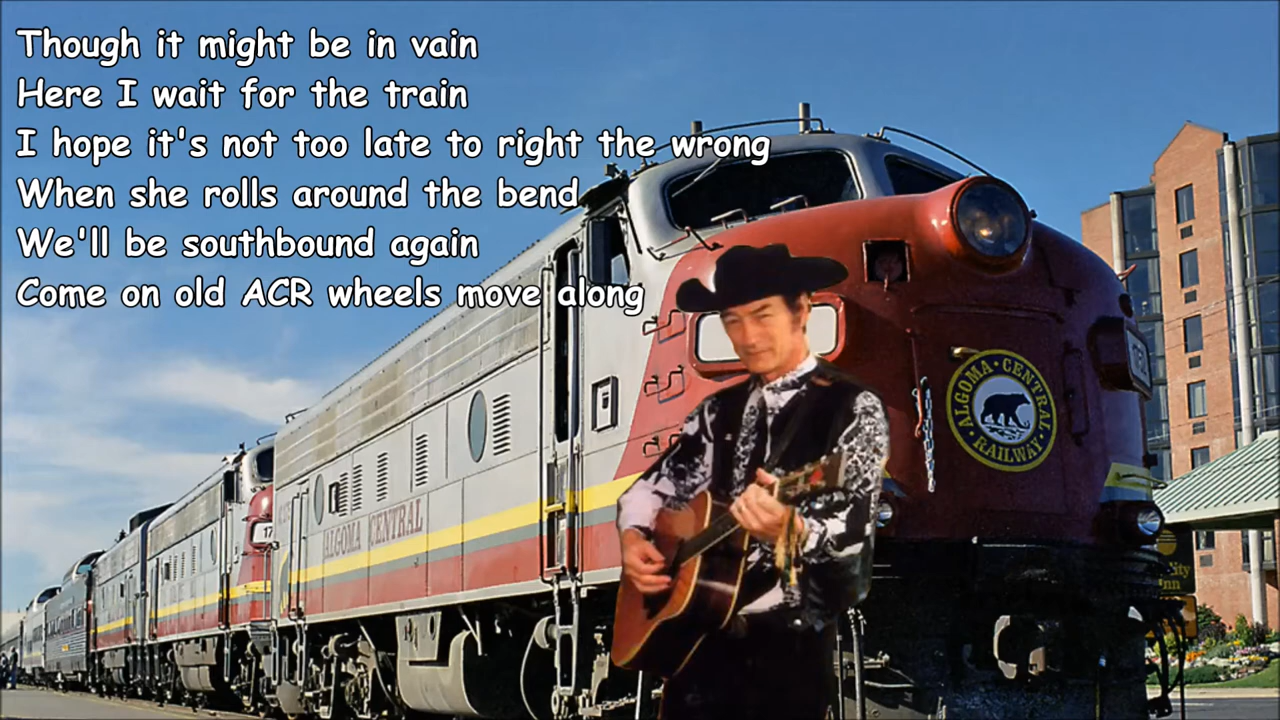 Though it might be in vain
Here I wait for the train
I hope it's not too late to right the wrong
When she rolls around the bend
We'll be southbound again
Come on old ACR wheels move along
ALGOMA • CENTRAL • RAILWAY •
ALGOMA CENTRAL
17
Inn